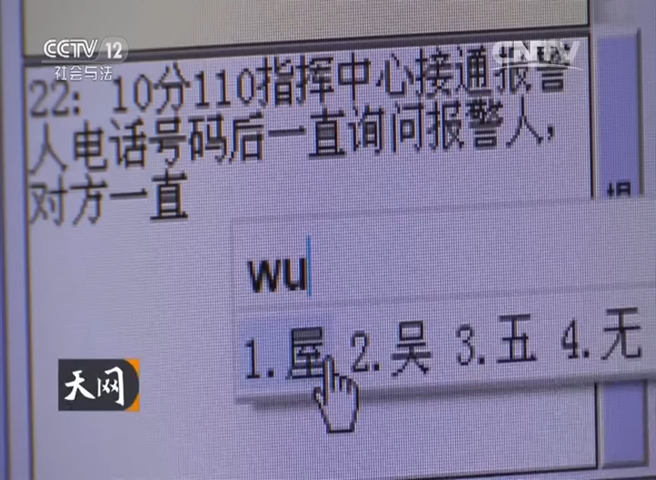 CCTV 12
社会与法
CNTV
22：10分110指挥中心接通报警
人电话号码后一直询问报警人，
对方一直
wu
1.屋 2.吴 3.五 4.无
天网